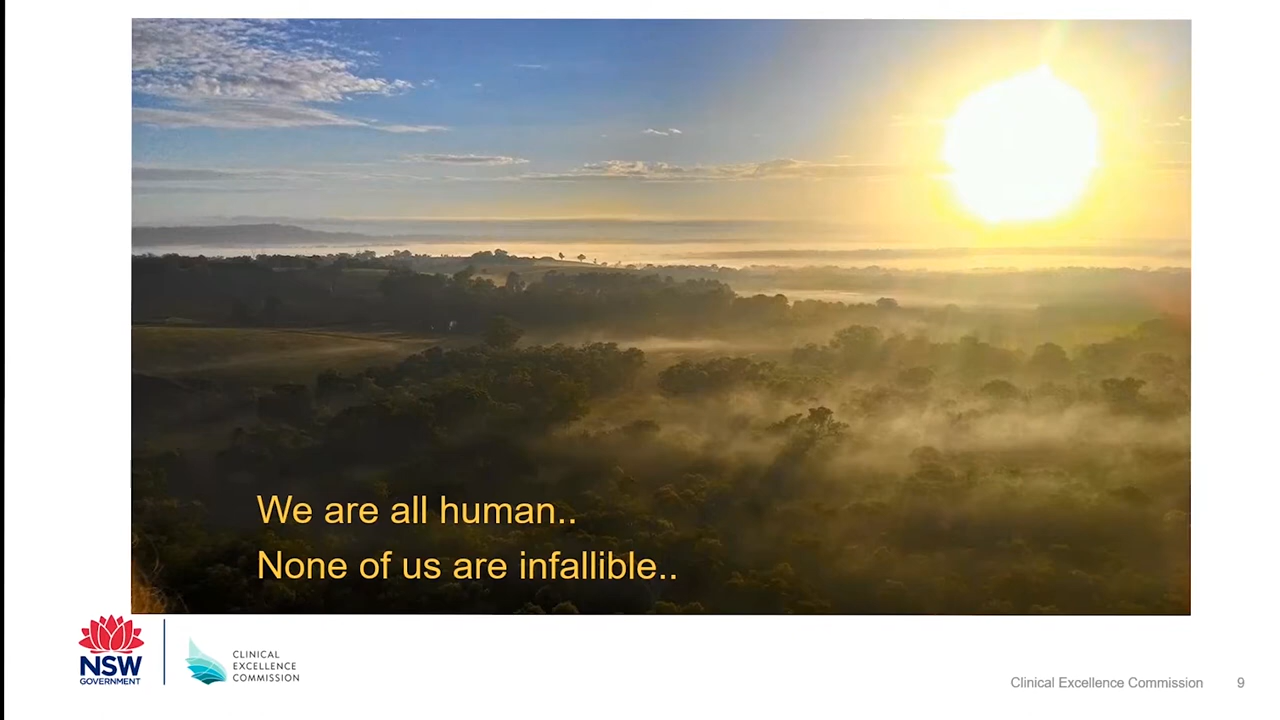 We are all human..
None of us are infallible..
NSW
GOVERNMENT
CLINICAL
EXCELLENCE
COMMISSION
Clinical Excellence Commission 9